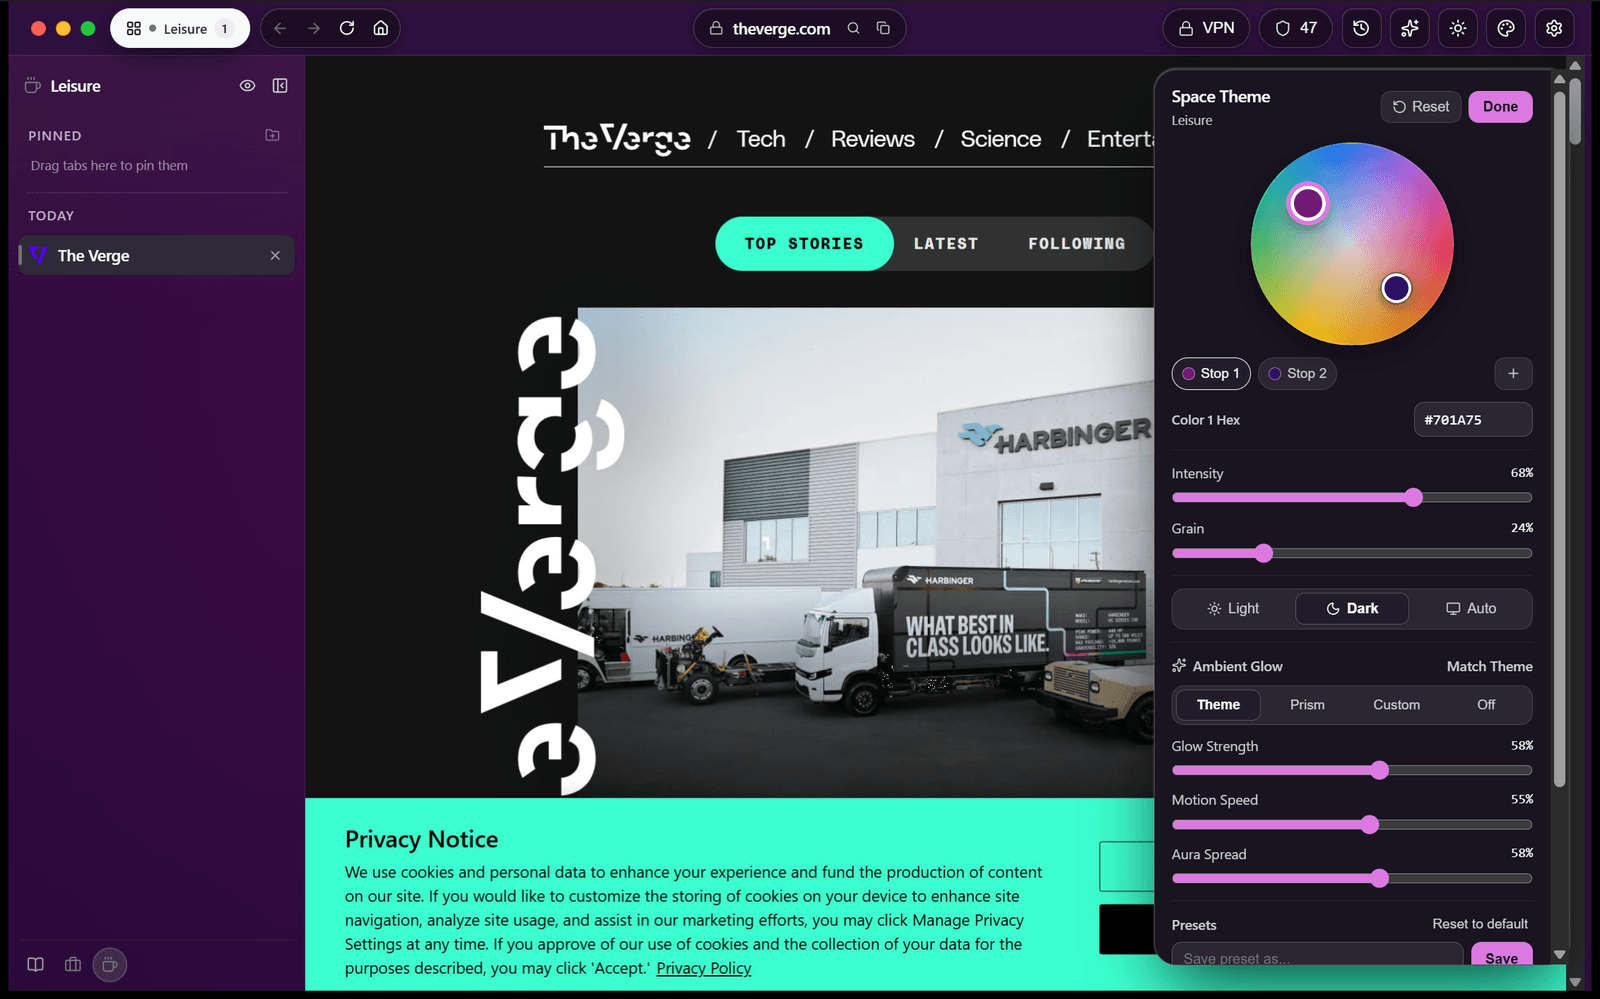 Leisure 1
theverge.com
VPN
47
Leisure
PINNED
Drag tabs here to pin them
TODAY
The Verge
The Verge / Tech / Reviews / Science / Enterta
TOP STORIES LATEST FOLLOWING
The Verge
HARBINGER
HARBINGER
WHAT BEST IN
CLASS LOOKS LIKE.
HARBINGER
Privacy Notice
We use cookies and personal data to enhance your experience and fund the production of content
on our site. If you would like to customize the storing of cookies on your device to enhance site
navigation, analyze site usage, and assist in our marketing efforts, you may click Manage Privacy
Settings at any time. If you approve of our use of cookies and the collection of your data for the
purposes described, you may click 'Accept.' Privacy Policy
Space Theme
Leisure
Reset
Done
Stop 1
Stop 2
+
Color 1 Hex
#701A75
Intensity 68%
Grain 24%
Light Dark Auto
Ambient Glow Match Theme
Theme Prism Custom Off
Glow Strength 58%
Motion Speed 55%
Aura Spread 58%
Presets Reset to default
Save preset as... Save